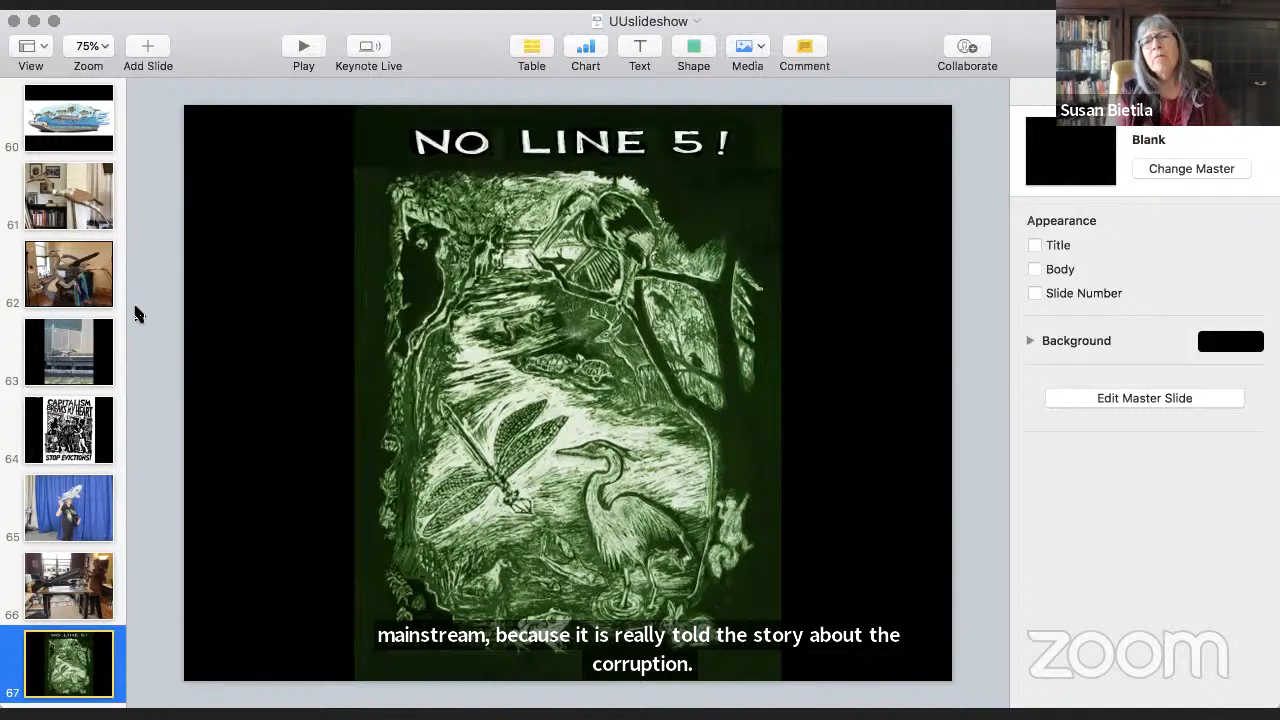 UUslideshow
75%
View
Zoom
Add Slide
Play
Keynote Live
Table
Chart
Text
Shape
Media
Comment
Collaborate
Susan Bietila
Blank
Change Master
Appearance
Title
Body
Slide Number
Background
Edit Master Slide
60
61
62
63
64
CAPITALISM
BREAKS MY HEART
STOP EVICTIONS!
65
66
67
NO LINE 5!
NO LINE 5!
mainstream, because it is really told the story about the
corruption.
zoom